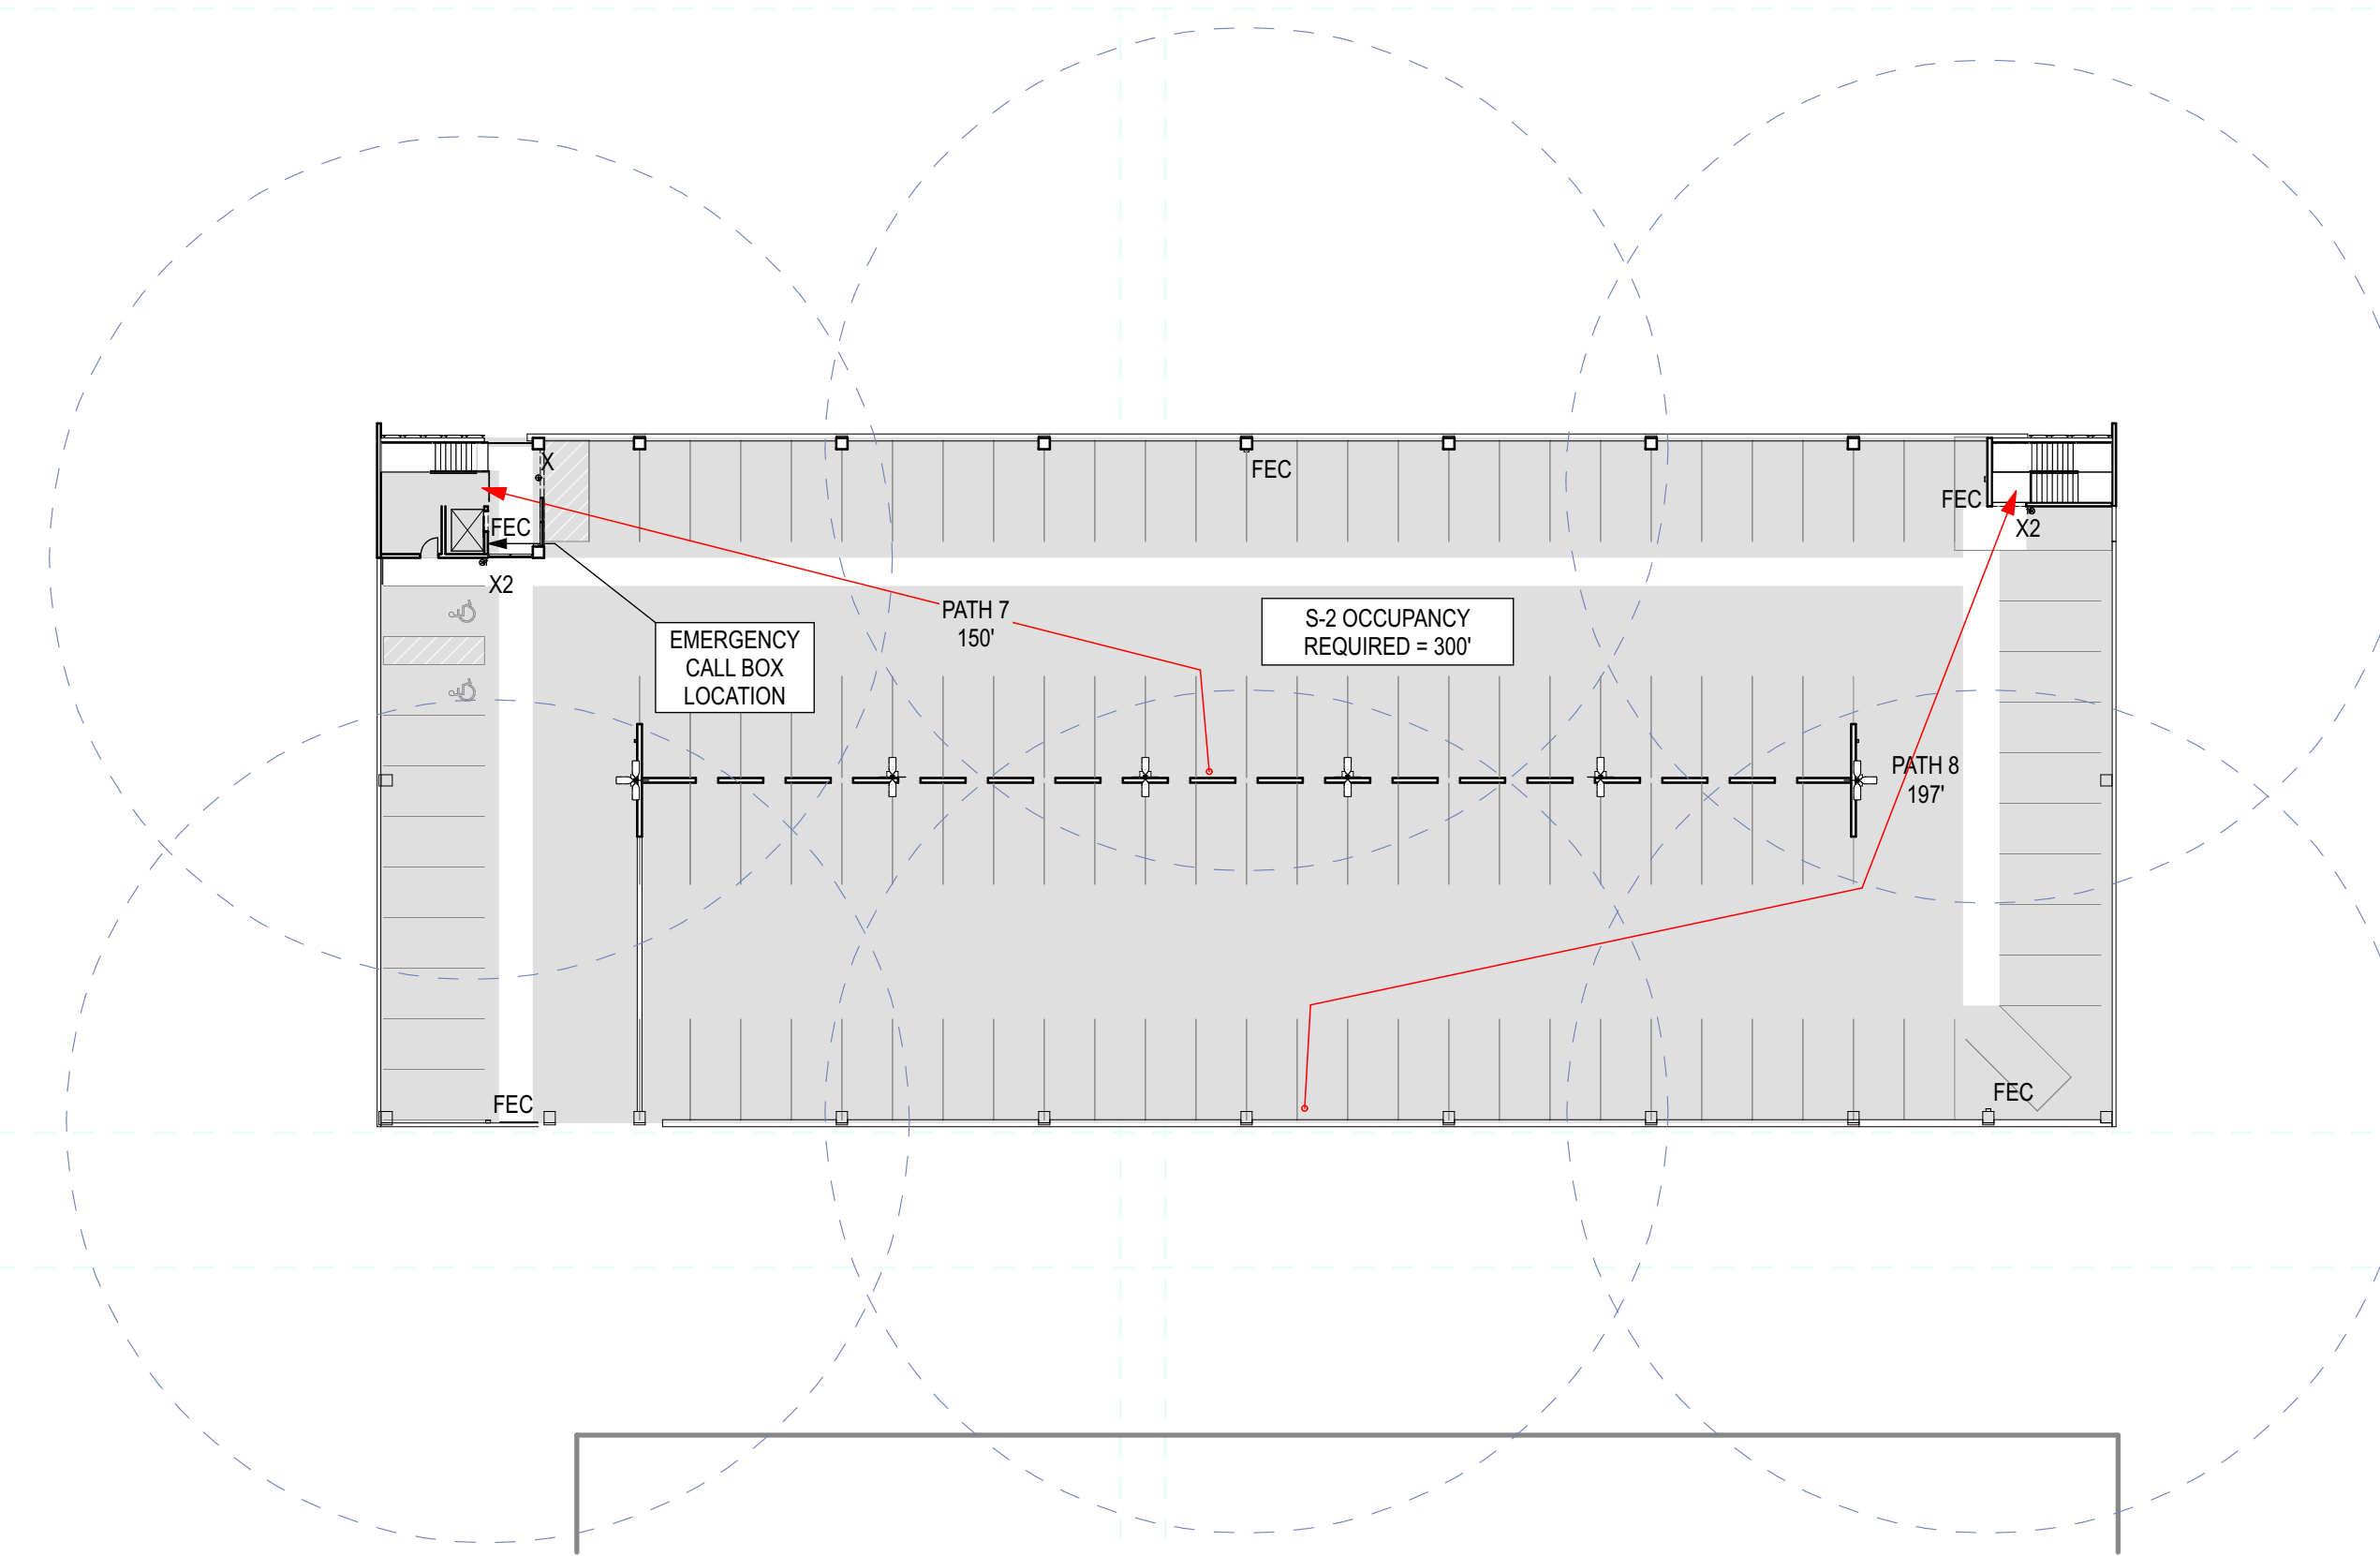 X
FEC
FEC
FEC
FEC
X2
X2
PATH 7
150'
S-2 OCCUPANCY
REQUIRED = 300'
EMERGENCY
CALL BOX
LOCATION
PATH 8
197'
FEC
FEC